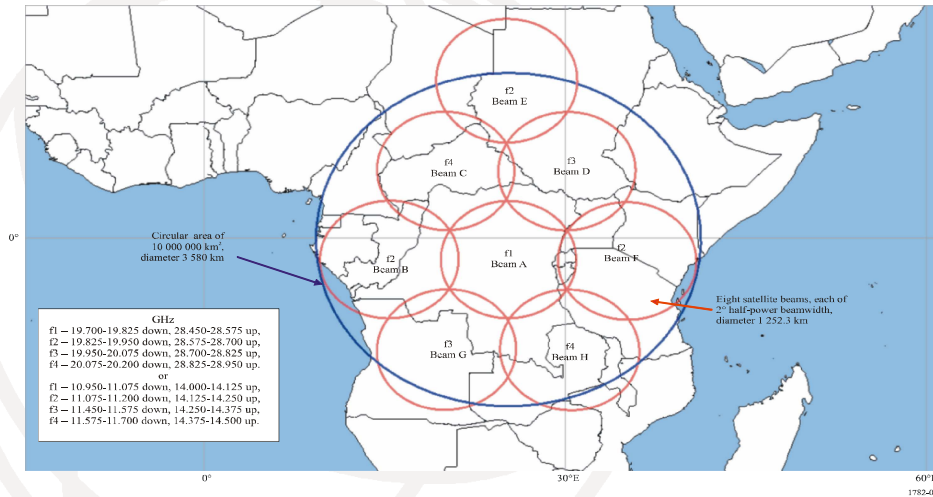 f2
Beam E
f4
Beam C
f3
Beam D
0°
Circular area of
10 000 000 km²,
diameter 3 580 km
f2
Beam B
f1
Beam A
f2
Beam F
Eight satellite beams, each of
2° half-power beamwidth,
diameter 1 252.3 km
GHz
f1 – 19.700-19.825 down, 28.450-28.575 up,
f2 – 19.825-19.950 down, 28.575-28.700 up,
f3 – 19.950-20.075 down, 28.700-28.825 up,
f4 – 20.075-20.200 down, 28.825-28.950 up.
or
f1 – 10.950-11.075 down, 14.000-14.125 up,
f2 – 11.075-11.200 down, 14.125-14.250 up,
f3 – 11.450-11.575 down, 14.250-14.375 up,
f4 – 11.575-11.700 down, 14.375-14.500 up.
f3
Beam G
f4
Beam H
0°
30°E
60°E